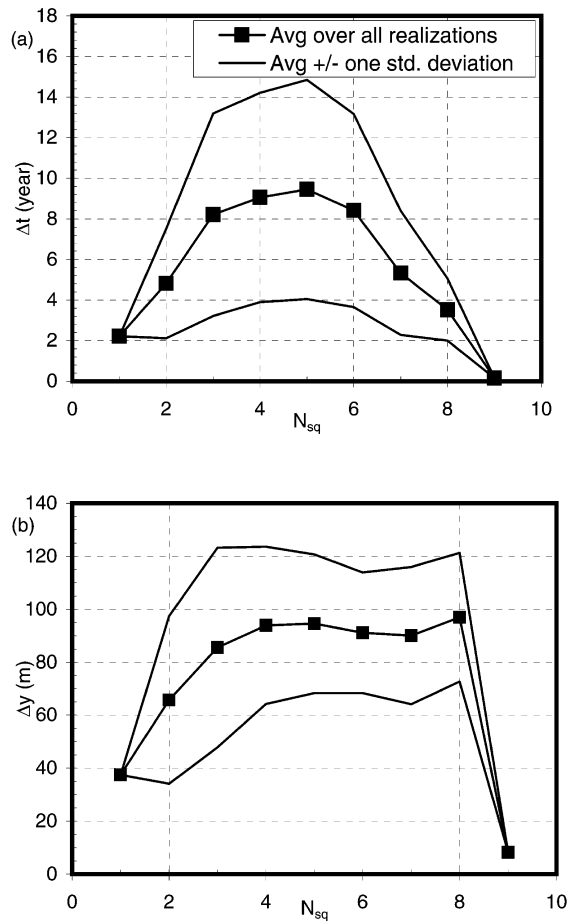 (a)
Avg over all realizations
Avg +/- one std. deviation
18
16
14
12
10
8
6
4
2
0
Δt (year)
0 2 4 6 8 10
N_sq
(b)
140
120
100
80
60
40
20
0
Δy (m)
0 2 4 6 8 10
N_sq